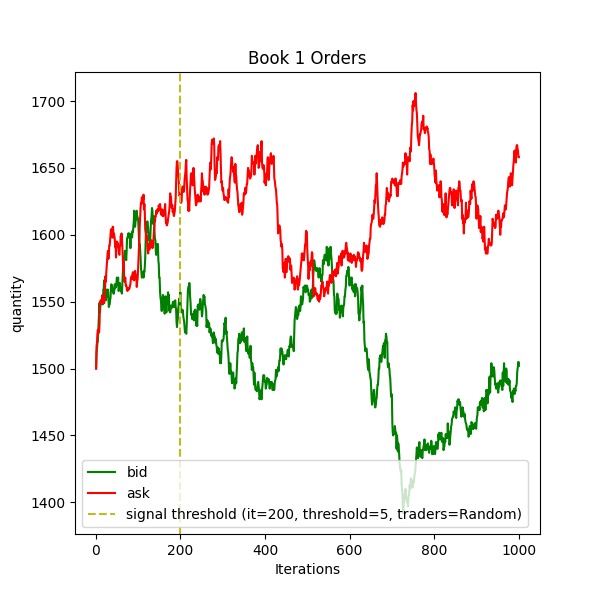 Book 1 Orders
quantity
1700
1650
1600
1550
1500
1450
1400
bid
ask
signal threshold (it=200, threshold=5, traders=Random)
0 200 400 600 800 1000
Iterations